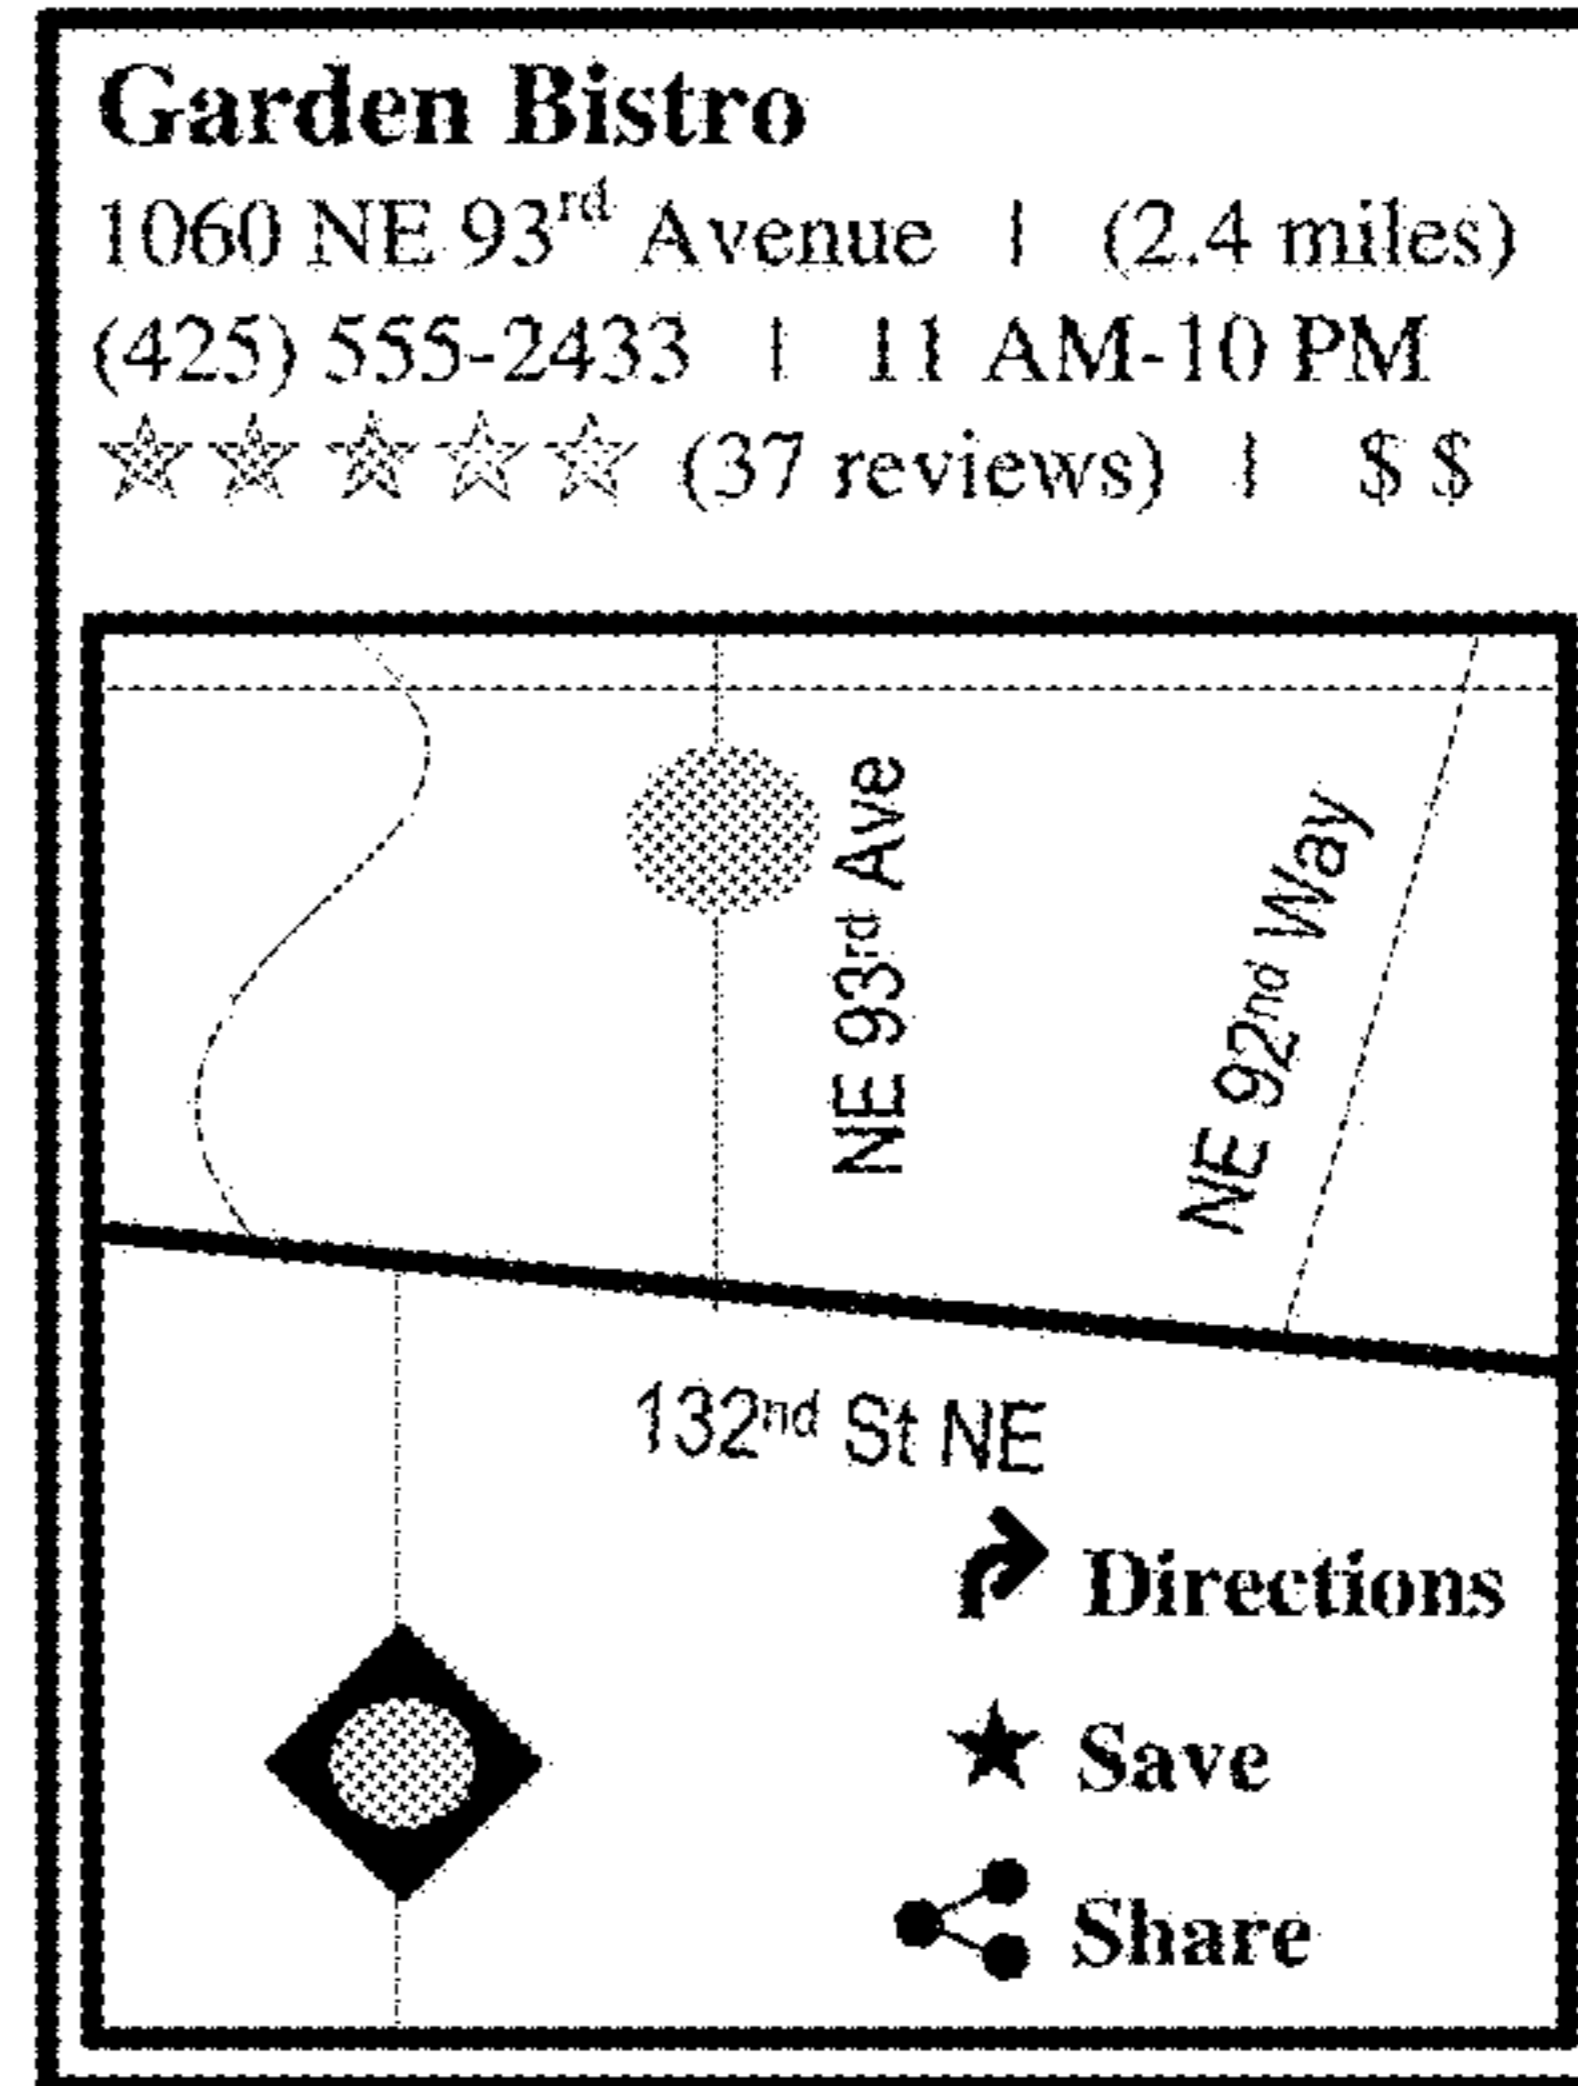 Garden Bistro
1060 NE 93rd Avenue | (2.4 miles)
(425) 555-2433 | 11 AM-10 PM
(37 reviews) | $ $
NE 93rd Ave
NE 92nd Way
132nd St NE
Directions
Save
Share